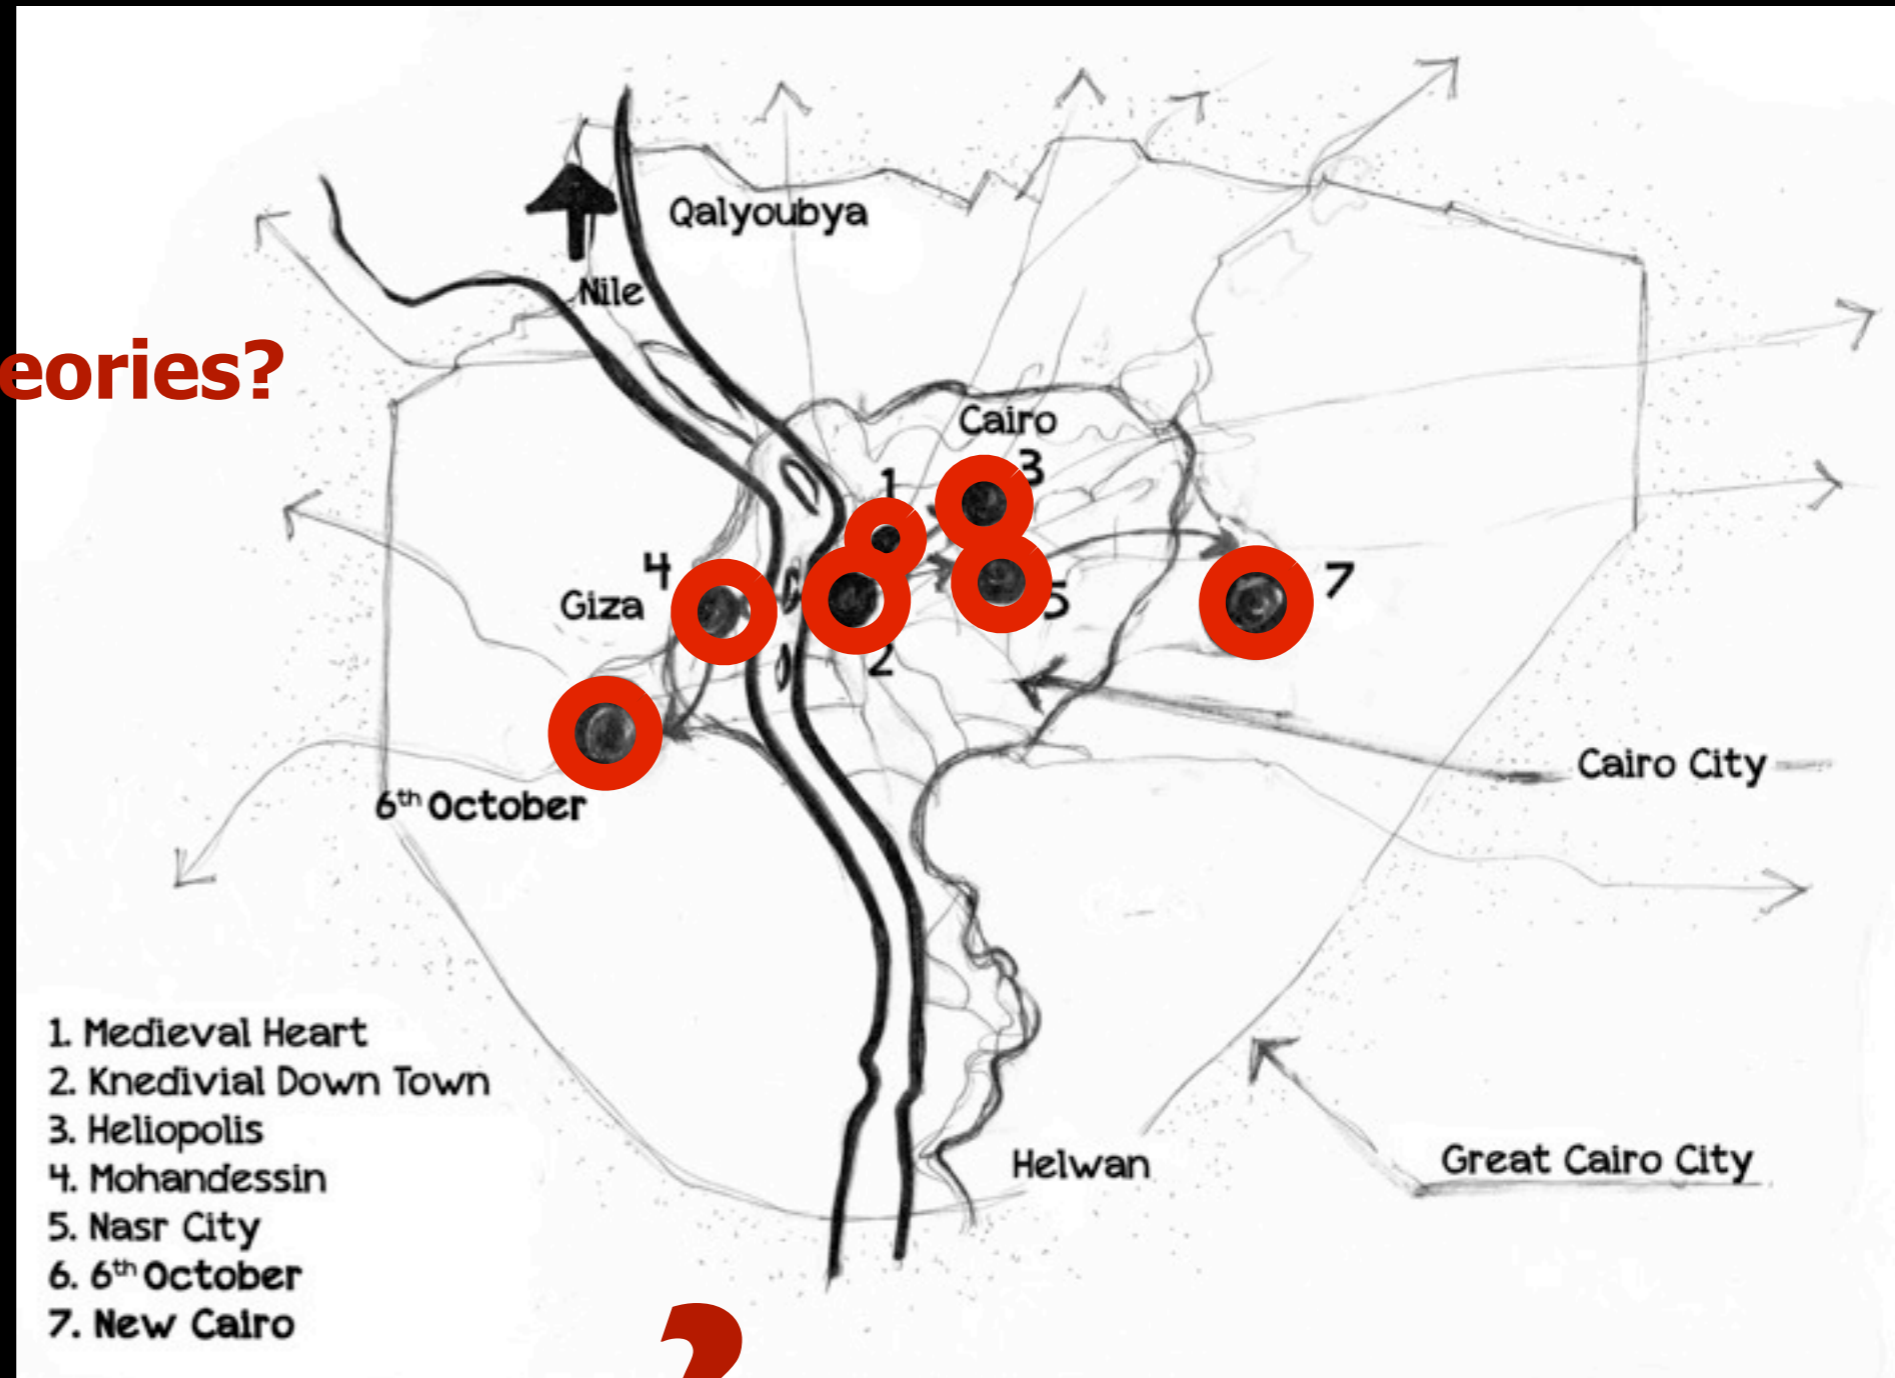 Qalyoubya
Nile
eories?
Cairo
1
3
4
Giza
5
7
2
Cairo City
6th October
1. Medieval Heart
2. Knedivial Down Town
3. Heliopolis
4. Mohandessin
5. Nasr City
6. 6th October
7. New Cairo
Helwan
Great Cairo City
?